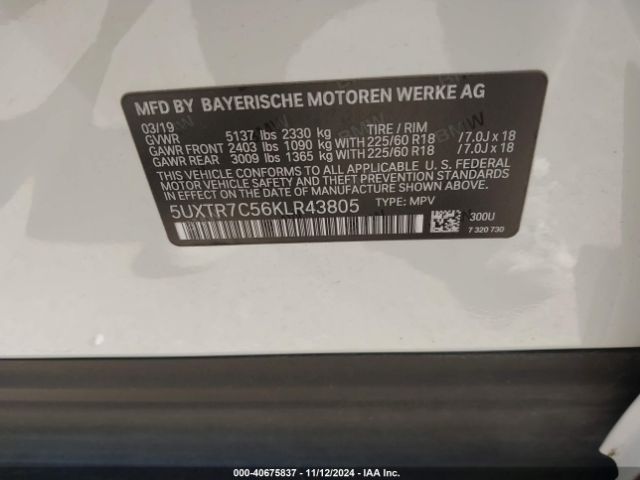 MFD BY BAYERISCHE MOTOREN WERKE AG
03/19
GVWR 5137 lbs 2330 kg TIRE / RIM
GAWR FRONT 2403 lbs 1090 kg WITH 225/60 R18 /7.0J x 18
GAWR REAR 3009 lbs 1365 kg WITH 225/60 R18 /7.0J x 18
THIS VEHICLE CONFORMS TO ALL APPLICABLE U. S. FEDERAL
MOTOR VEHICLE SAFETY, BUMPER, AND THEFT
PREVENTION STANDARDS IN EFFECT ON THE DATE OF
MANUFACTURE SHOWN ABOVE.
5UXTR7C56KLR43805 TYPE: MPV
300U
7 320 730
000-40675837 - 11/12/2024 - IAA Inc.